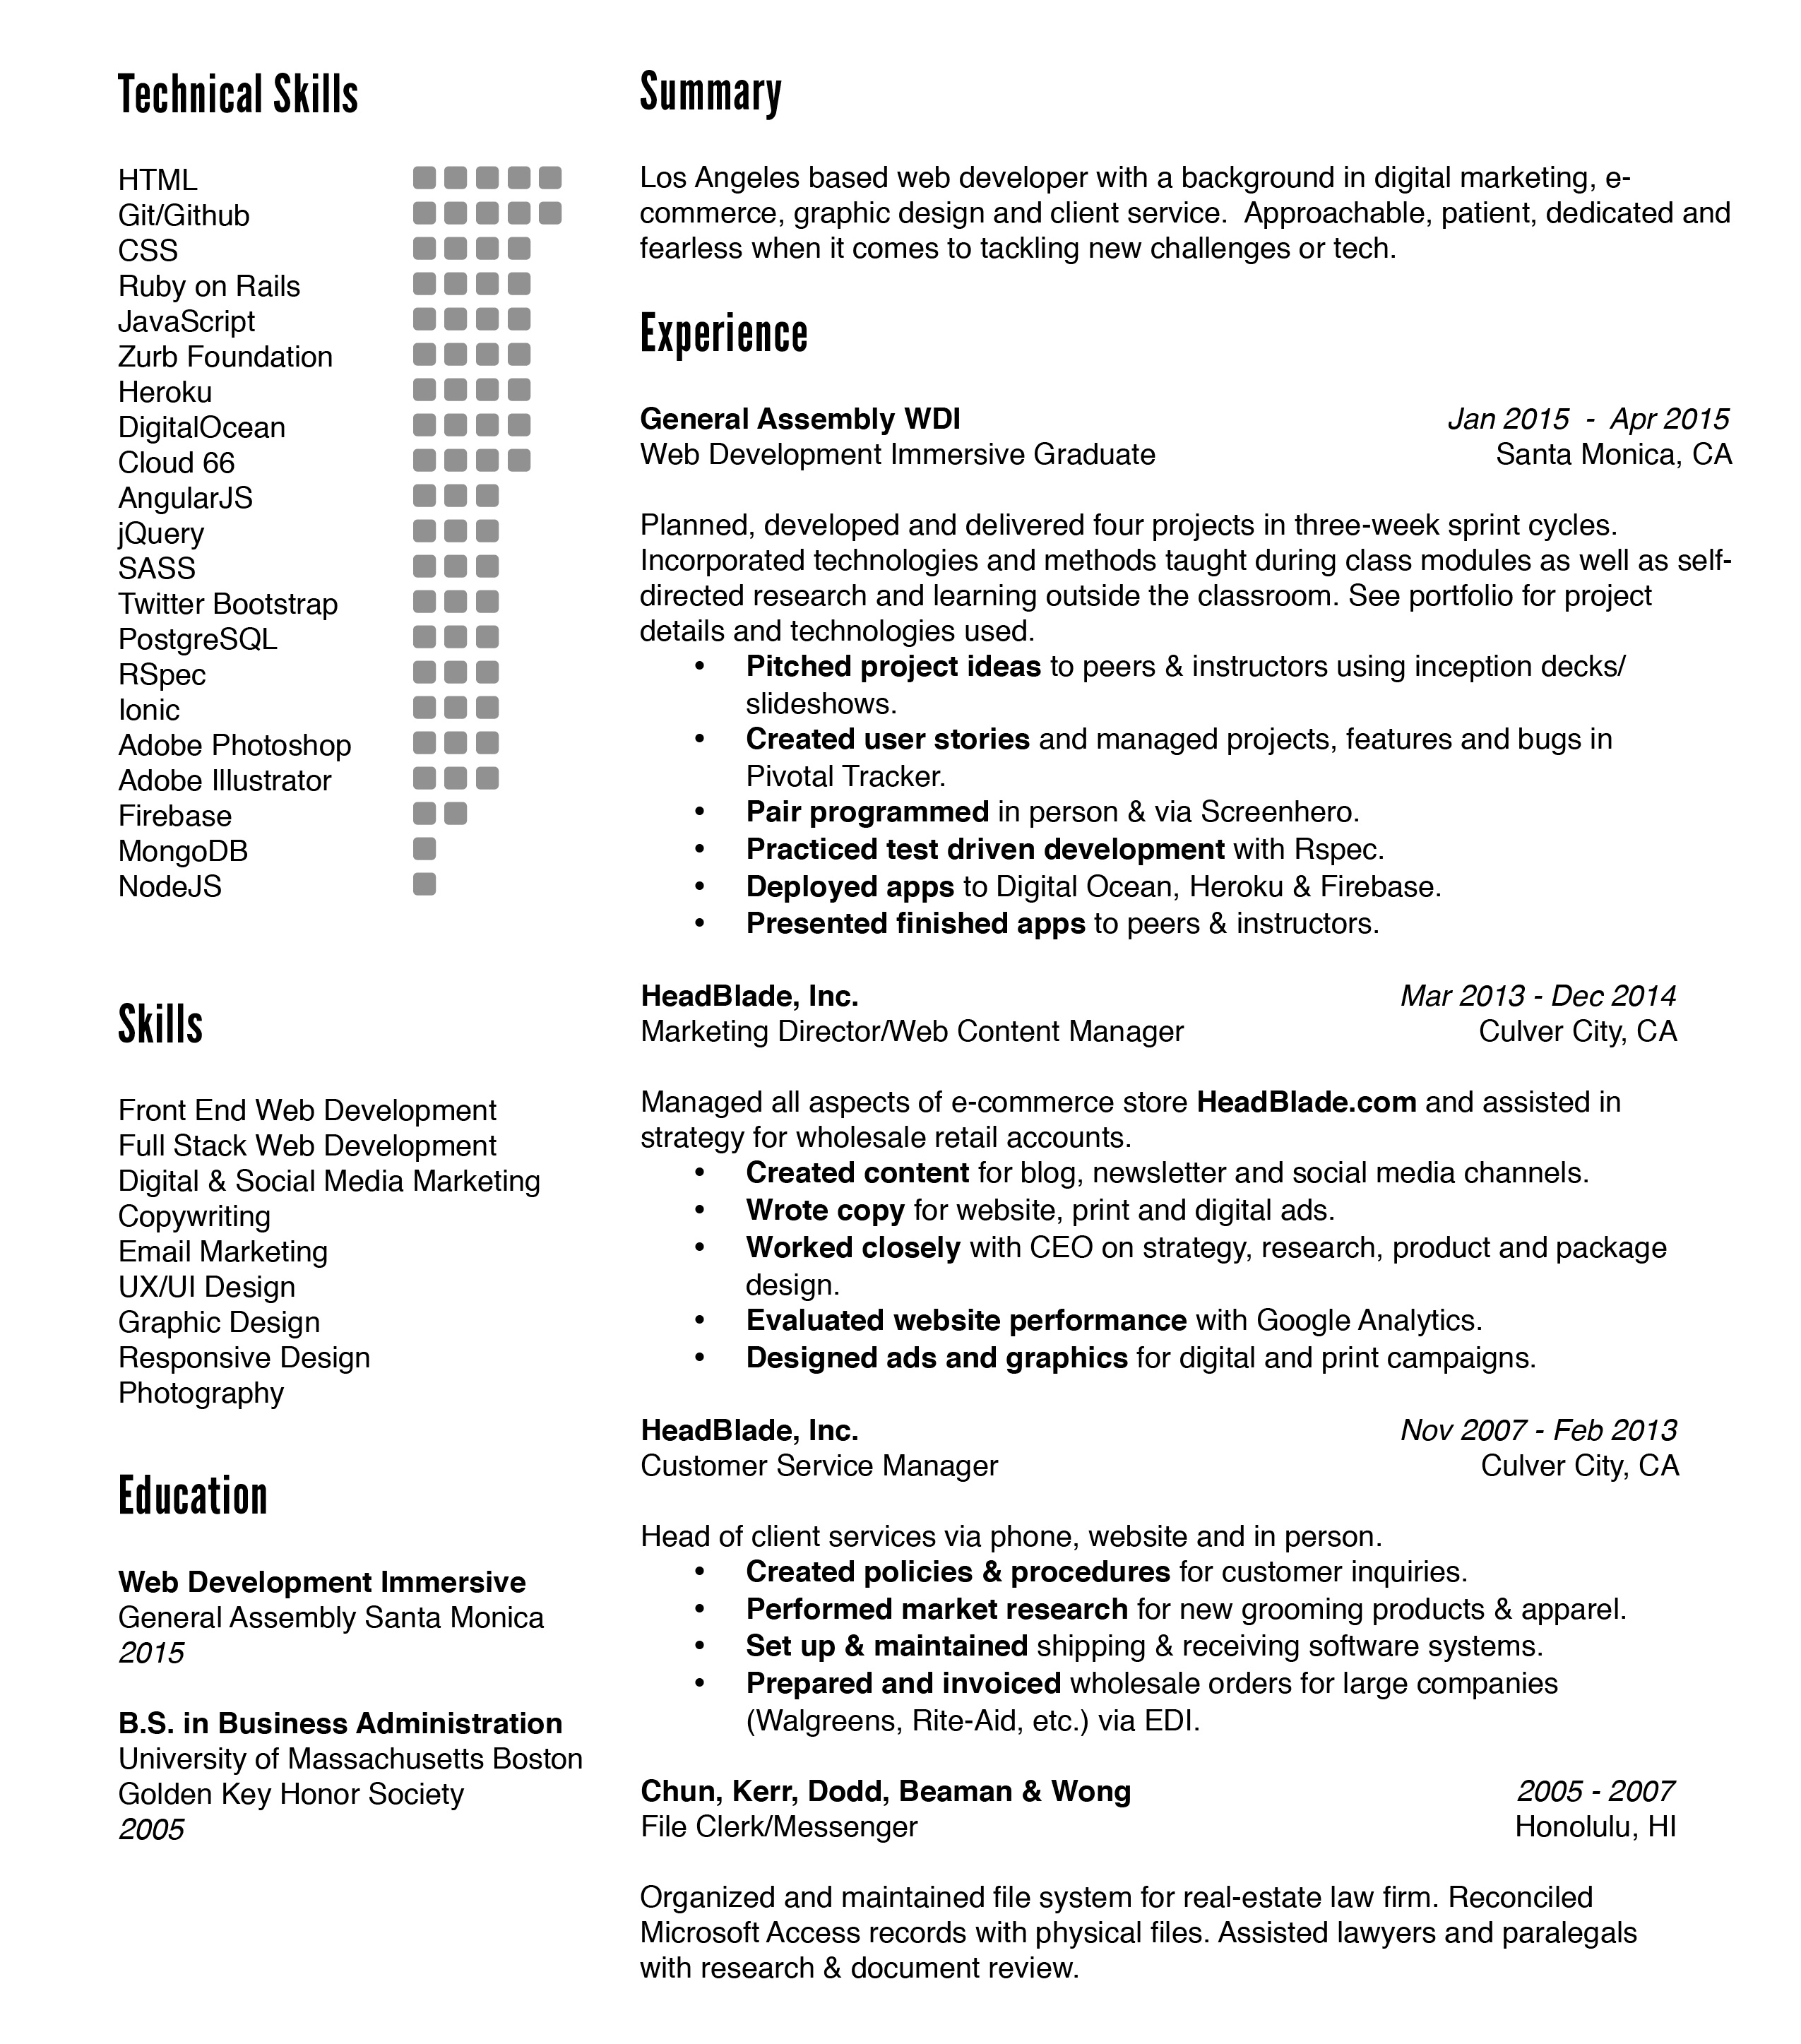 Technical Skills
HTML
Git/Github
CSS
Ruby on Rails
JavaScript
Zurb Foundation
Heroku
DigitalOcean
Cloud 66
AngularJS
jQuery
SASS
Twitter Bootstrap
PostgreSQL
RSpec
Ionic
Adobe Photoshop
Adobe Illustrator
Firebase
MongoDB
NodeJS
Skills
Front End Web Development
Full Stack Web Development
Digital & Social Media Marketing
Copywriting
Email Marketing
UX/UI Design
Graphic Design
Responsive Design
Photography
Education
Web Development Immersive
General Assembly Santa Monica
2015
B.S. in Business Administration
University of Massachusetts Boston
Golden Key Honor Society
2005
Summary
Los Angeles based web developer with a background in digital marketing, e-
commerce, graphic design and client service.  Approachable, patient, dedicated and
fearless when it comes to tackling new challenges or tech.
Experience
General Assembly WDI Jan 2015  -  Apr 2015
Web Development Immersive Graduate Santa Monica, CA
Planned, developed and delivered four projects in three-week sprint cycles.
Incorporated technologies and methods taught during class modules as well as self-
directed research and learning outside the classroom. See portfolio for project
details and technologies used.
• Pitched project ideas to peers & instructors using inception decks/
slideshows.
• Created user stories and managed projects, features and bugs in
Pivotal Tracker.
• Pair programmed in person & via Screenhero.
• Practiced test driven development with Rspec.
• Deployed apps to Digital Ocean, Heroku & Firebase.
• Presented finished apps to peers & instructors.
HeadBlade, Inc. Mar 2013 - Dec 2014
Marketing Director/Web Content Manager Culver City, CA
Managed all aspects of e-commerce store HeadBlade.com and assisted in
strategy for wholesale retail accounts.
• Created content for blog, newsletter and social media channels.
• Wrote copy for website, print and digital ads.
• Worked closely with CEO on strategy, research, product and package
design.
• Evaluated website performance with Google Analytics.
• Designed ads and graphics for digital and print campaigns.
HeadBlade, Inc. Nov 2007 - Feb 2013
Customer Service Manager Culver City, CA
Head of client services via phone, website and in person.
• Created policies & procedures for customer inquiries.
• Performed market research for new grooming products & apparel.
• Set up & maintained shipping & receiving software systems.
• Prepared and invoiced wholesale orders for large companies
(Walgreens, Rite-Aid, etc.) via EDI.
Chun, Kerr, Dodd, Beaman & Wong 2005 - 2007
File Clerk/Messenger Honolulu, HI
Organized and maintained file system for real-estate law firm. Reconciled
Microsoft Access records with physical files. Assisted lawyers and paralegals
with research & document review.